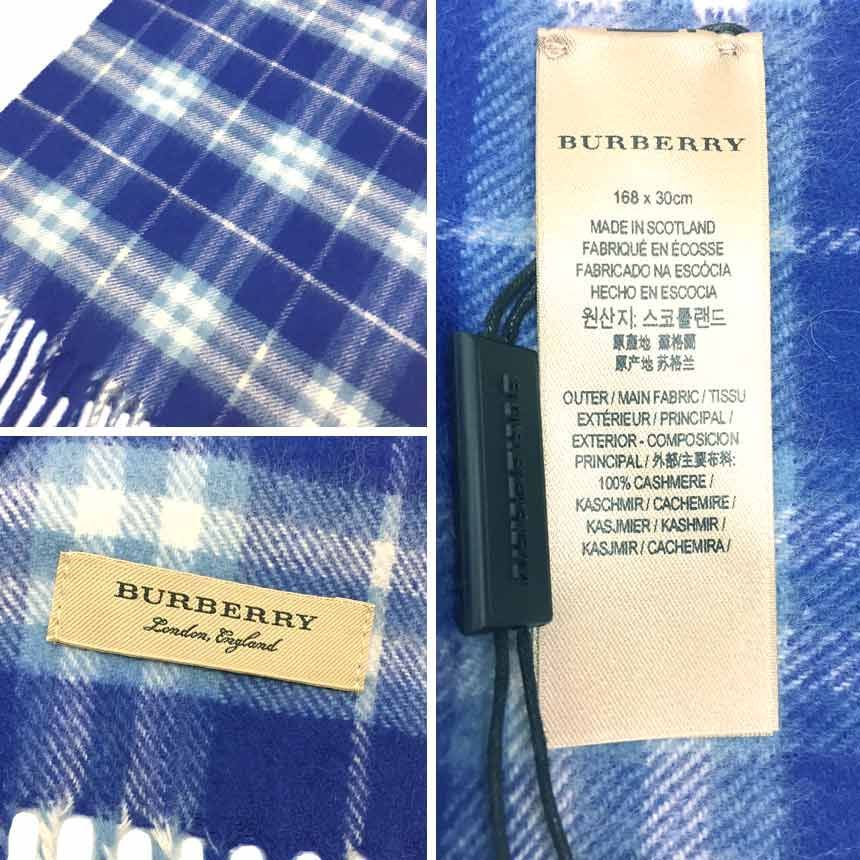 BURBERRY
168 x 30cm
MADE IN SCOTLAND
FABRIQUÉ EN ÉCOSSE
FABRICADO NA ESCÓCIA
HECHO EN ESCOCIA
원산지: 스코틀랜드
原產地 蘇格蘭
原产地 苏格兰
OUTER / MAIN FABRIC / TISSU
EXTÉRIEUR / PRINCIPAL /
EXTERIOR - COMPOSICION
PRINCIPAL / 外部/主要布料:
100% CASHMERE /
KASCHMIR / CACHEMIRE /
KASJMIER / KASHMIR /
KASJMIR / CACHEMIRA /
BURBERRY
BURBERRY
London, England